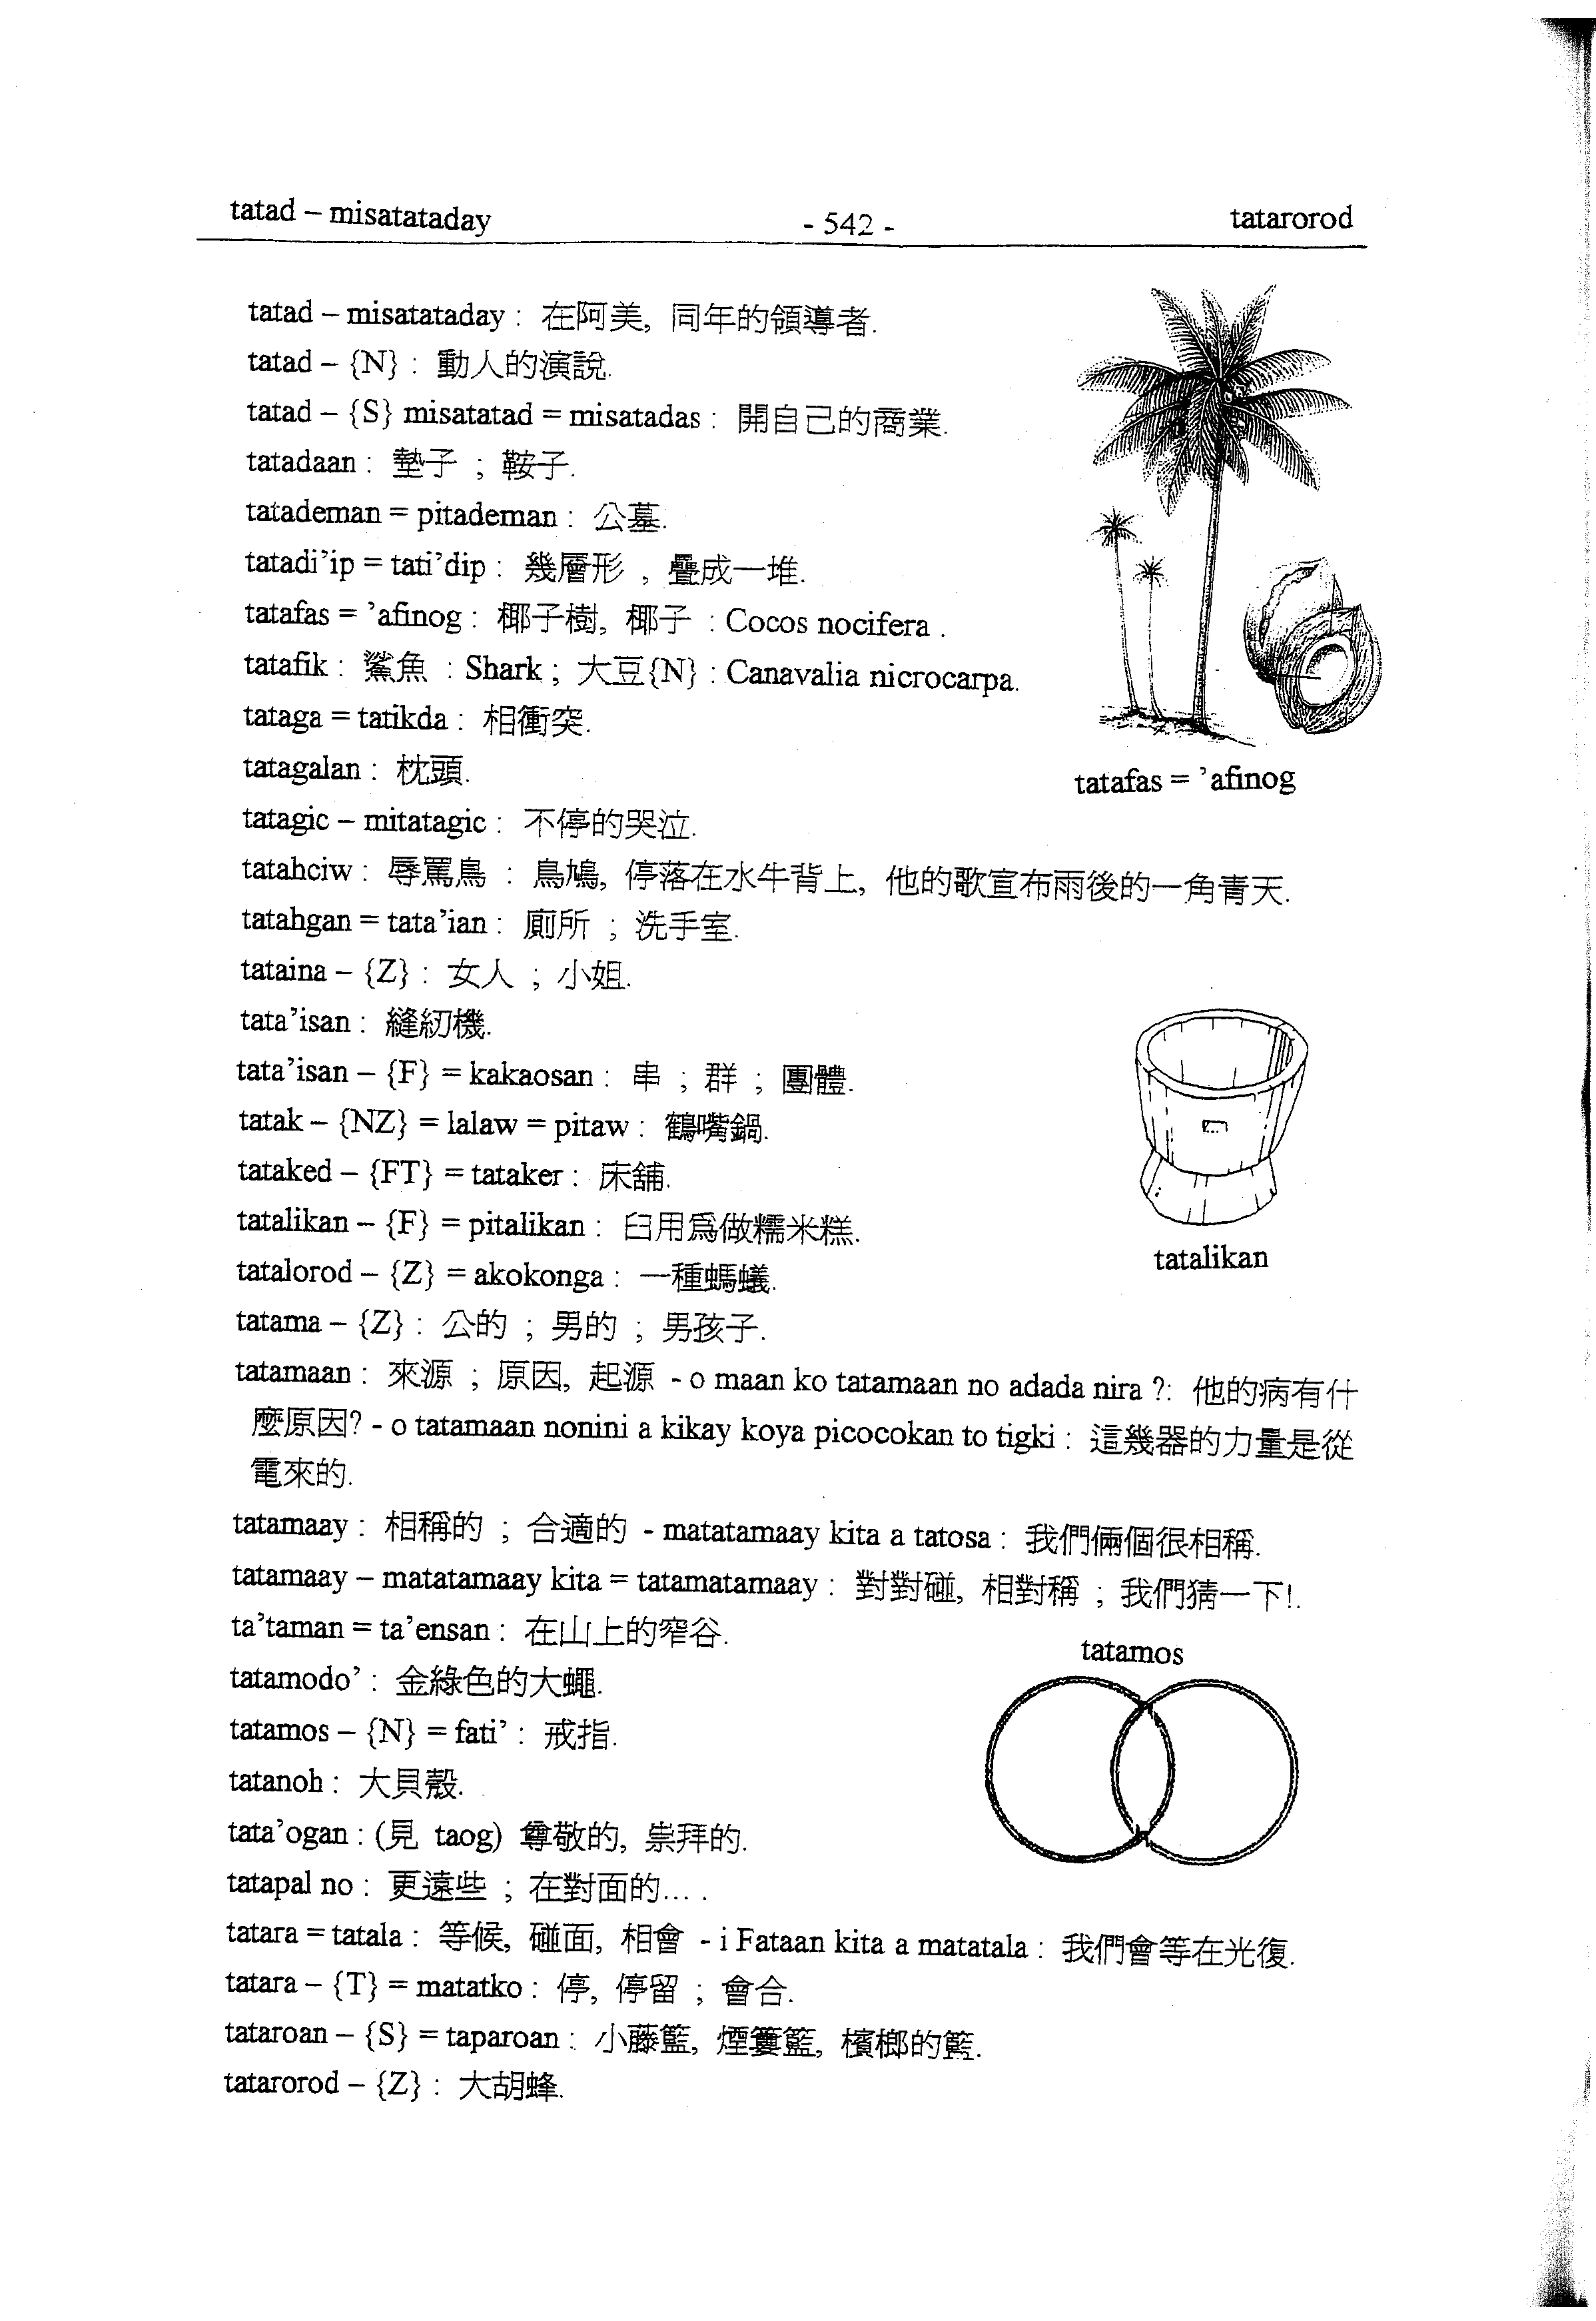 tatad – misatataday - 542 - tatarorod
tatad – misatataday : 在阿美, 同年的領導者.
tatad – {N} : 動人的演說.
tatad – {S} misatatad = misatadas : 開自己的商業.
tatadaan : 墊子 ; 鞍子.
tatademan = pitademan : 公墓.
tatadi’ip = tati’dip : 幾層形 , 疊成一堆.
tatafas = ’afinog : 椰子樹, 椰子 : Cocos nocifera .
tatafik : 鯊魚 : Shark ; 大豆{N} : Canavalia nicrocarpa.
tataga = tatikda : 相衝突.
tatagalan : 枕頭.
tatafas = ’afinog
tatagic – mitatagic : 不停的哭泣.
tatahciw : 辱罵鳥 : 烏鳩, 停落在水牛背上, 他的歌宣布雨後的一角青天.
tatahgan = tata’ian : 廁所 ; 洗手室.
tataina – {Z} : 女人 ; 小姐.
tata’isan : 縫紉機.
tata’isan – {F} = kakaosan : 串 ; 群 ; 團體.
tatak – {NZ} = lalaw = pitaw : 鶴嘴鍋.
tataked – {FT} = tataker : 床舖.
tatalikan – {F} = pitalikan : 臼用爲做糯米糕.
tatalikan
tatalorod – {Z} = akokonga : 一種螞蟻.
tatama – {Z} : 公的 ; 男的 ; 男孩子.
tatamaan : 來源 ; 原因, 起源 - o maan ko tatamaan no adada nira ?: 他的病有什
麼原因? - o tatamaan nonini a kikay koya picocokan to tigki : 這幾器的力量是從
電來的.
tatamaay : 相稱的 ; 合適的 - matatamaay kita a tatosa : 我們倆個很相稱.
tatamaay – matatamaay kita = tatamatamaay : 對對碰, 相對稱 ; 我們猜一下!.
ta’taman = ta’ensan : 在山上的窄谷.
tatamos
tatamodo’ : 金綠色的大蠅.
tatamos – {N} = fati’ : 戒指.
tatanoh : 大貝殼.
tata’ogan : (見 taog) 尊敬的, 崇拜的.
tatapal no : 更遠些 ; 在對面的... .
tatara = tatala : 等候, 碰面, 相會 - i Fataan kita a matatala : 我們會等在光復.
tatara – {T} = matatko : 停, 停留 ; 會合.
tataroan – {S} = taparoan : 小藤籃, 煙囊籃, 檳榔的籃.
tatarorod – {Z} : 大胡蜂.